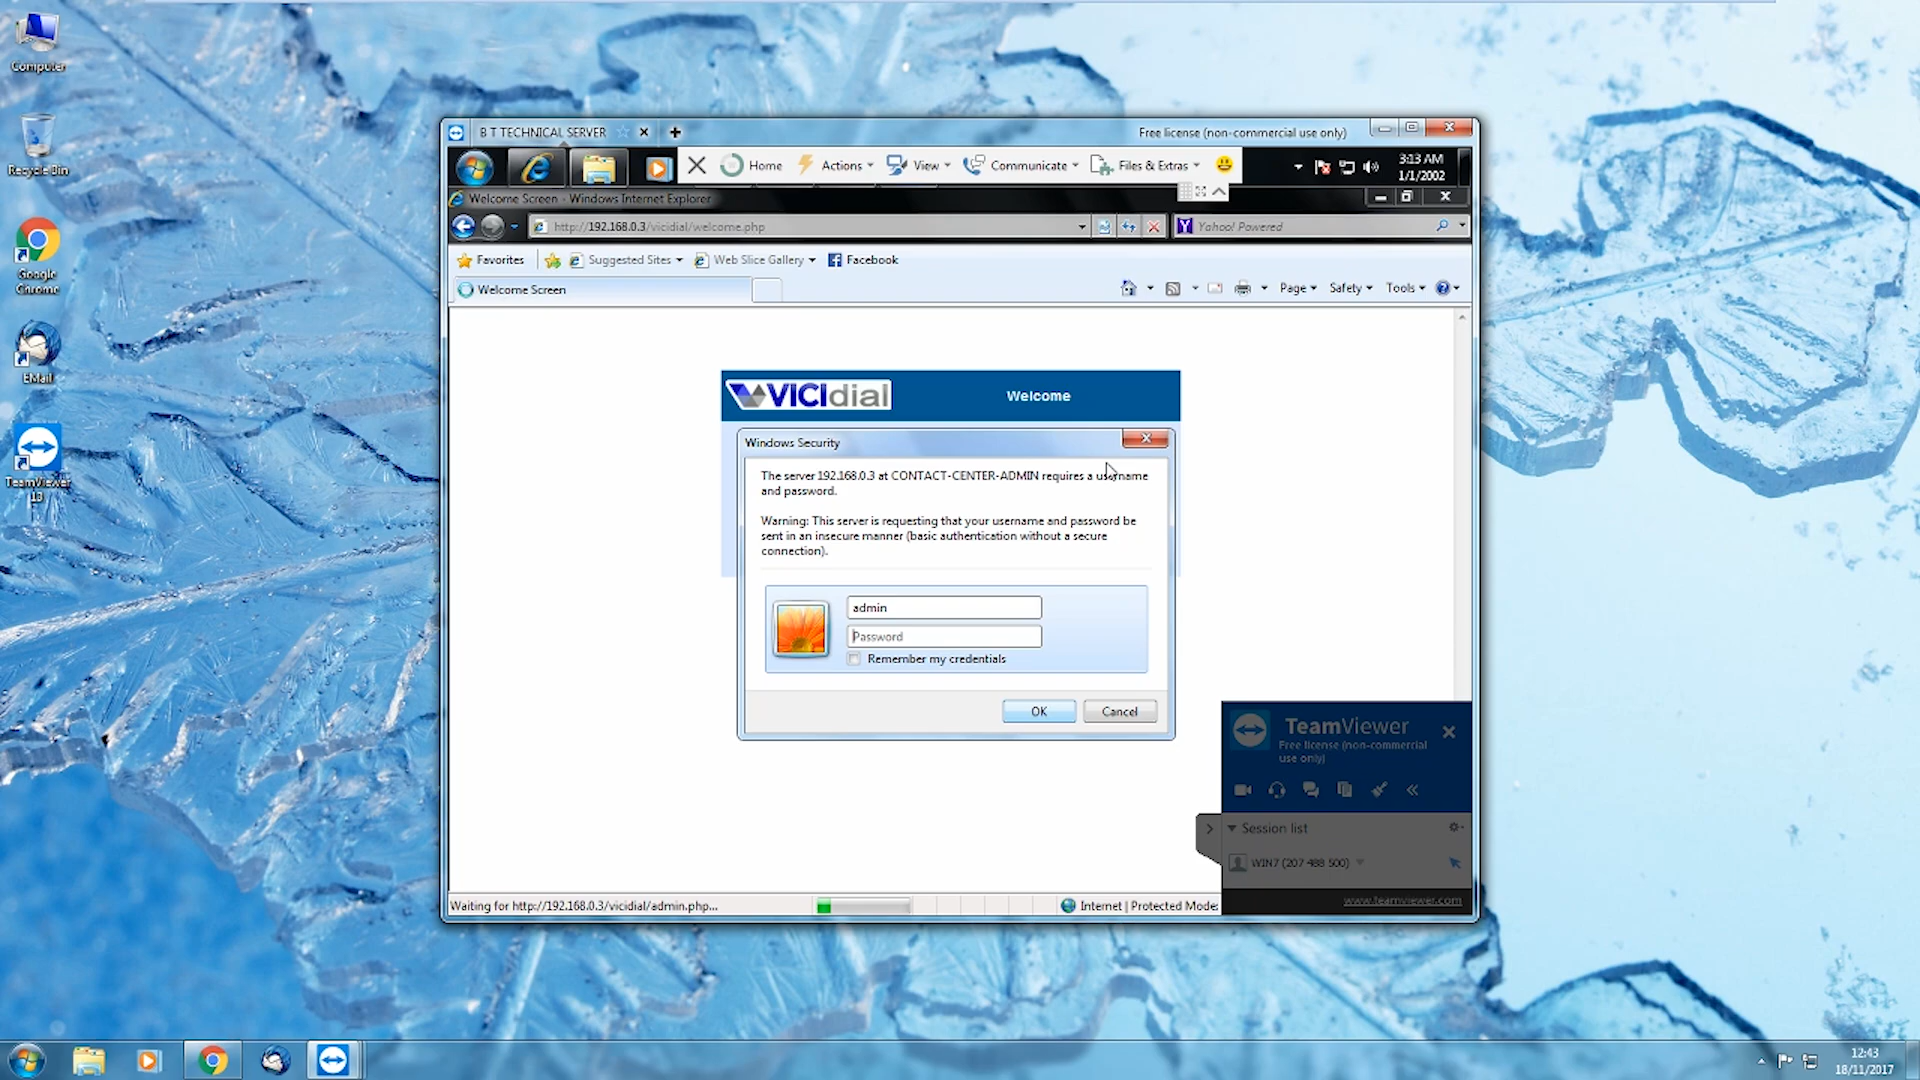 Computer
Recycle Bin
Google
Chrome
EMail
TeamViewer
13
B T TECHNICAL SERVER
Free license (non-commercial use only)
Home
Actions
View
Communicate
Files & Extras
3:13 AM
1/1/2002
Welcome Screen - Windows Internet Explorer
http://192.168.0.3/vicidial/welcome.php
Yahoo! Powered
Favorites
Suggested Sites
Web Slice Gallery
Facebook
Welcome Screen
Page
Safety
Tools
VICIdial
Welcome
Windows Security
The server 192.168.0.3 at CONTACT-CENTER-ADMIN requires a username
and password.
Warning: This server is requesting that your username and password be
sent in an insecure manner (basic authentication without a secure
connection).
admin
Password
Remember my credentials
OK
Cancel
TeamViewer
Free license (non-commercial
use only)
Session list
WIN7 (207 488 500)
www.teamviewer.com
Waiting for http://192.168.0.3/vicidial/admin.php...
Internet | Protected Mode:
12:43
18/11/2017